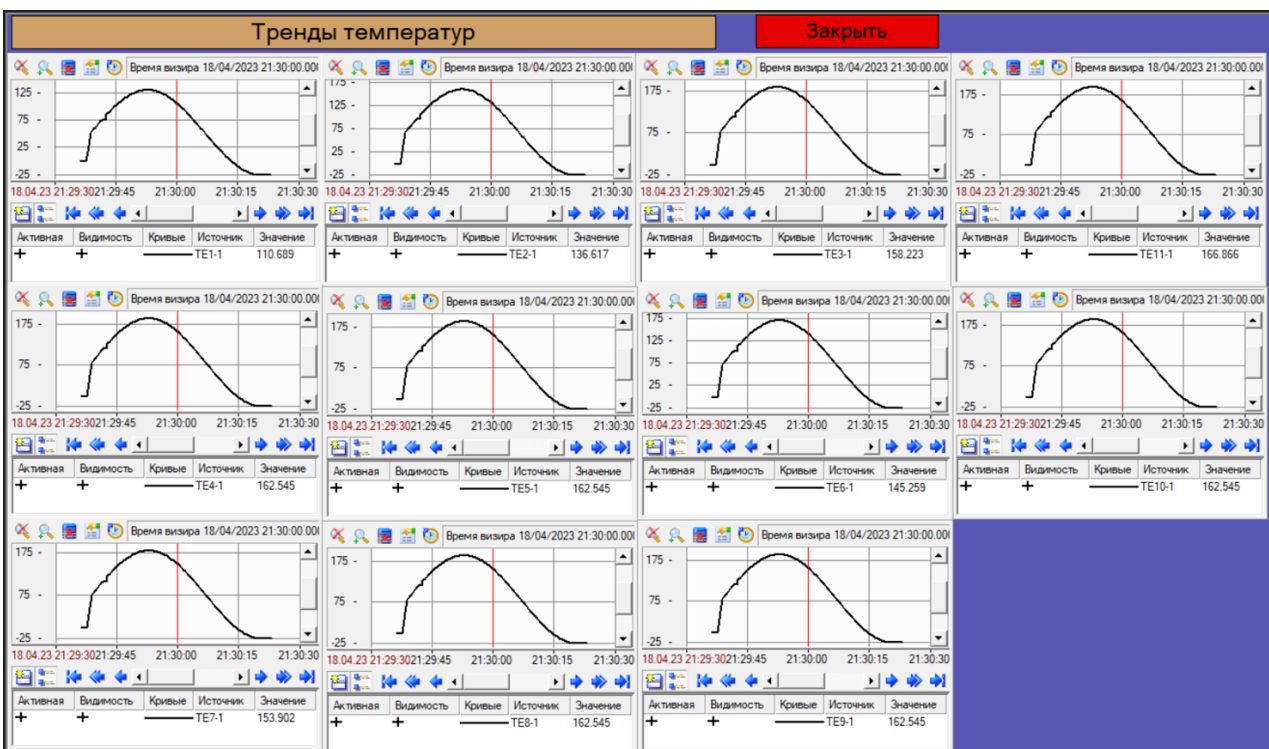 Тренды температур
Закрыть
Время визира 18/04/2023 21:30:00.00
125 -
75 -
25 -
-25 -
18.04.23 21:29:30 21:29:45 21:30:00 21:30:15 21:30:30
Активная Видимость Кривые Источник Значение
+ + TE1-1 110.689
Время визира 18/04/2023 21:30:00.00
175 -
125 -
75 -
25 -
-25 -
18.04.23 21:29:30 21:29:45 21:30:00 21:30:15 21:30:30
Активная Видимость Кривые Источник Значение
+ + TE2-1 136.617
Время визира 18/04/2023 21:30:00.00
175 -
75 -
-25 -
18.04.23 21:29:30 21:29:45 21:30:00 21:30:15 21:30:30
Активная Видимость Кривые Источник Значение
+ + TE3-1 158.223
Время визира 18/04/2023 21:30:00.00
175 -
75 -
-25 -
18.04.23 21:29:30 21:29:45 21:30:00 21:30:15 21:30:30
Активная Видимость Кривые Источник Значение
+ + TE11-1 166.866
Время визира 18/04/2023 21:30:00.00
175 -
75 -
-25 -
18.04.23 21:29:30 21:29:45 21:30:00 21:30:15 21:30:30
Активная Видимость Кривые Источник Значение
+ + TE4-1 162.545
Время визира 18/04/2023 21:30:00.00
175 -
75 -
-25 -
18.04.23 21:29:30 21:29:45 21:30:00 21:30:15 21:30:30
Активная Видимость Кривые Источник Значение
+ + TE5-1 162.545
Время визира 18/04/2023 21:30:00.00
175 -
125 -
75 -
25 -
-25 -
18.04.23 21:29:30 21:29:45 21:30:00 21:30:15 21:30:30
Активная Видимость Кривые Источник Значение
+ + TE6-1 145.259
Время визира 18/04/2023 21:30:00.00
175 -
75 -
-25 -
18.04.23 21:29:30 21:29:45 21:30:00 21:30:15 21:30:30
Активная Видимость Кривые Источник Значение
+ + TE10-1 162.545
Время визира 18/04/2023 21:30:00.00
175 -
75 -
-25 -
18.04.23 21:29:30 21:29:45 21:30:00 21:30:15 21:30:30
Активная Видимость Кривые Источник Значение
+ + TE7-1 153.902
Время визира 18/04/2023 21:30:00.00
175 -
75 -
-25 -
18.04.23 21:29:30 21:29:45 21:30:00 21:30:15 21:30:30
Активная Видимость Кривые Источник Значение
+ + TE8-1 162.545
Время визира 18/04/2023 21:30:00.00
175 -
75 -
-25 -
18.04.23 21:29:30 21:29:45 21:30:00 21:30:15 21:30:30
Активная Видимость Кривые Источник Значение
+ + TE9-1 162.545